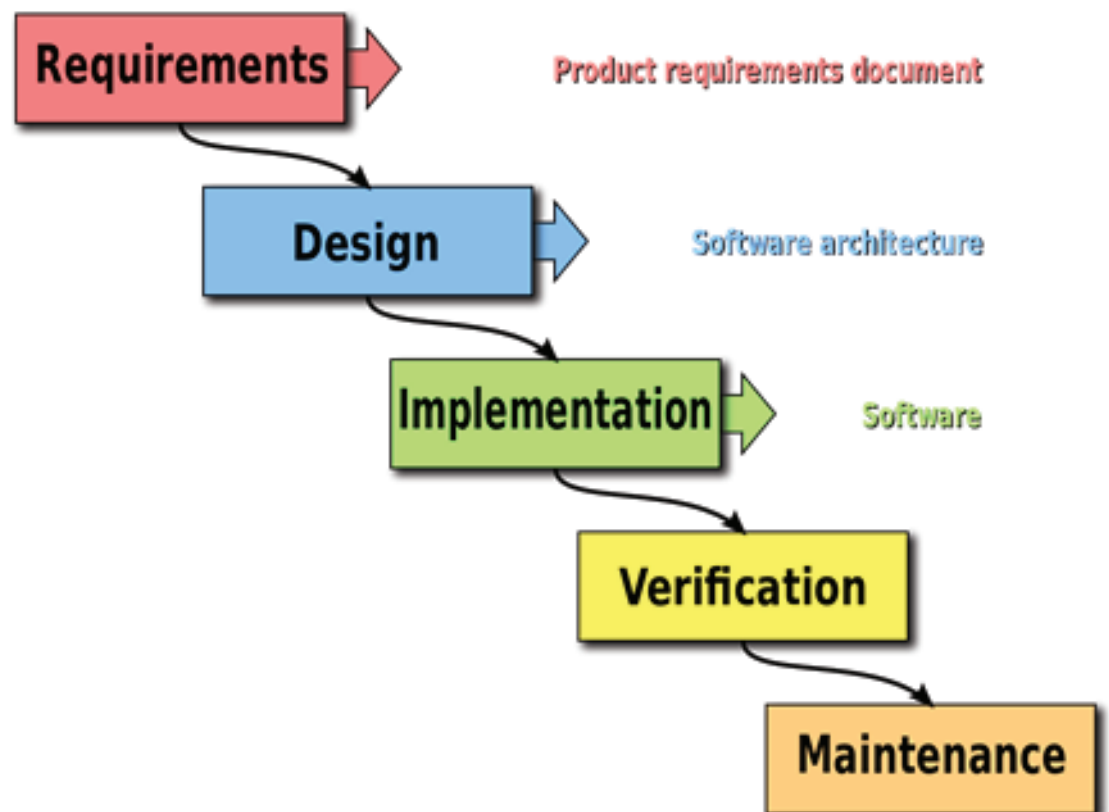 Requirements
Product requirements document
Design
Software architecture
Implementation
Software
Verification
Maintenance